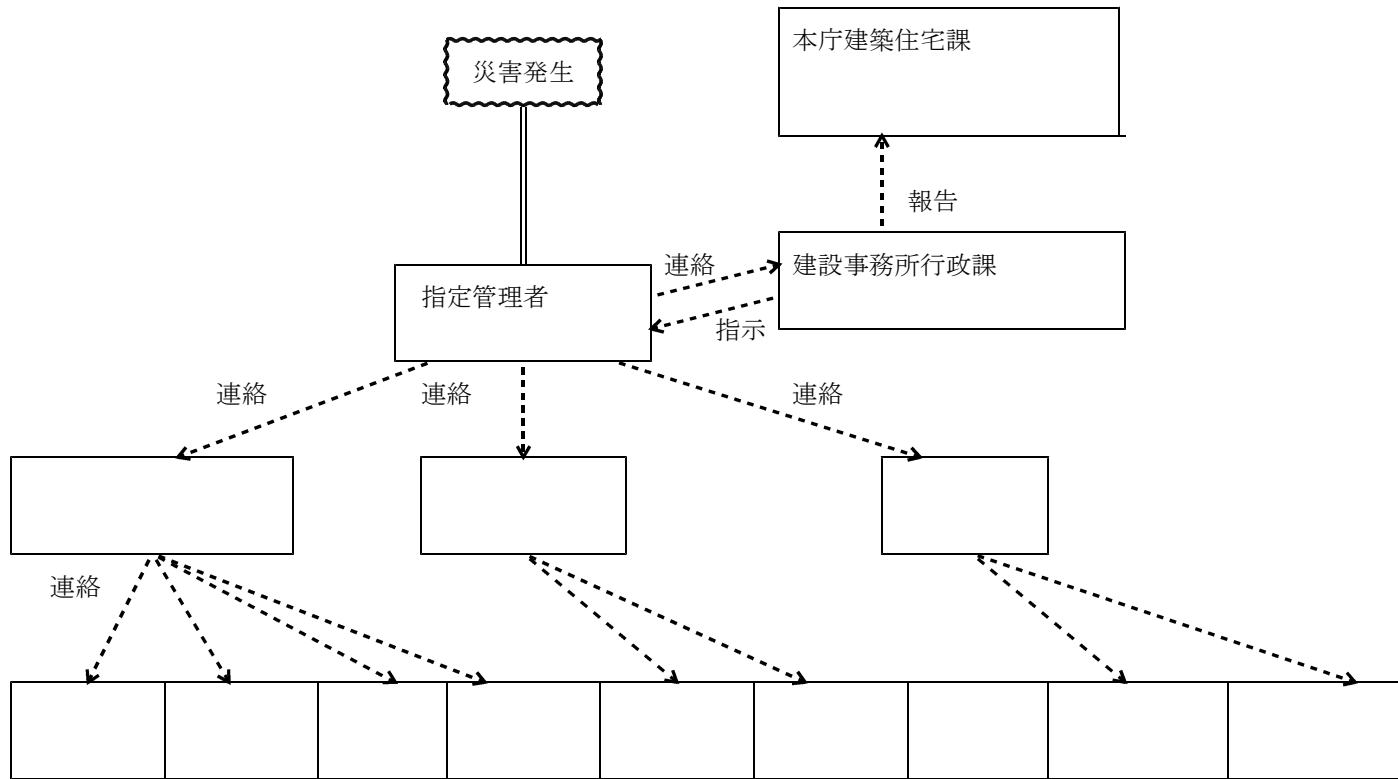 本庁建築住宅課
災害発生
報告
連絡
建設事務所行政課
指定管理者
指示
連絡
連絡
連絡
連絡